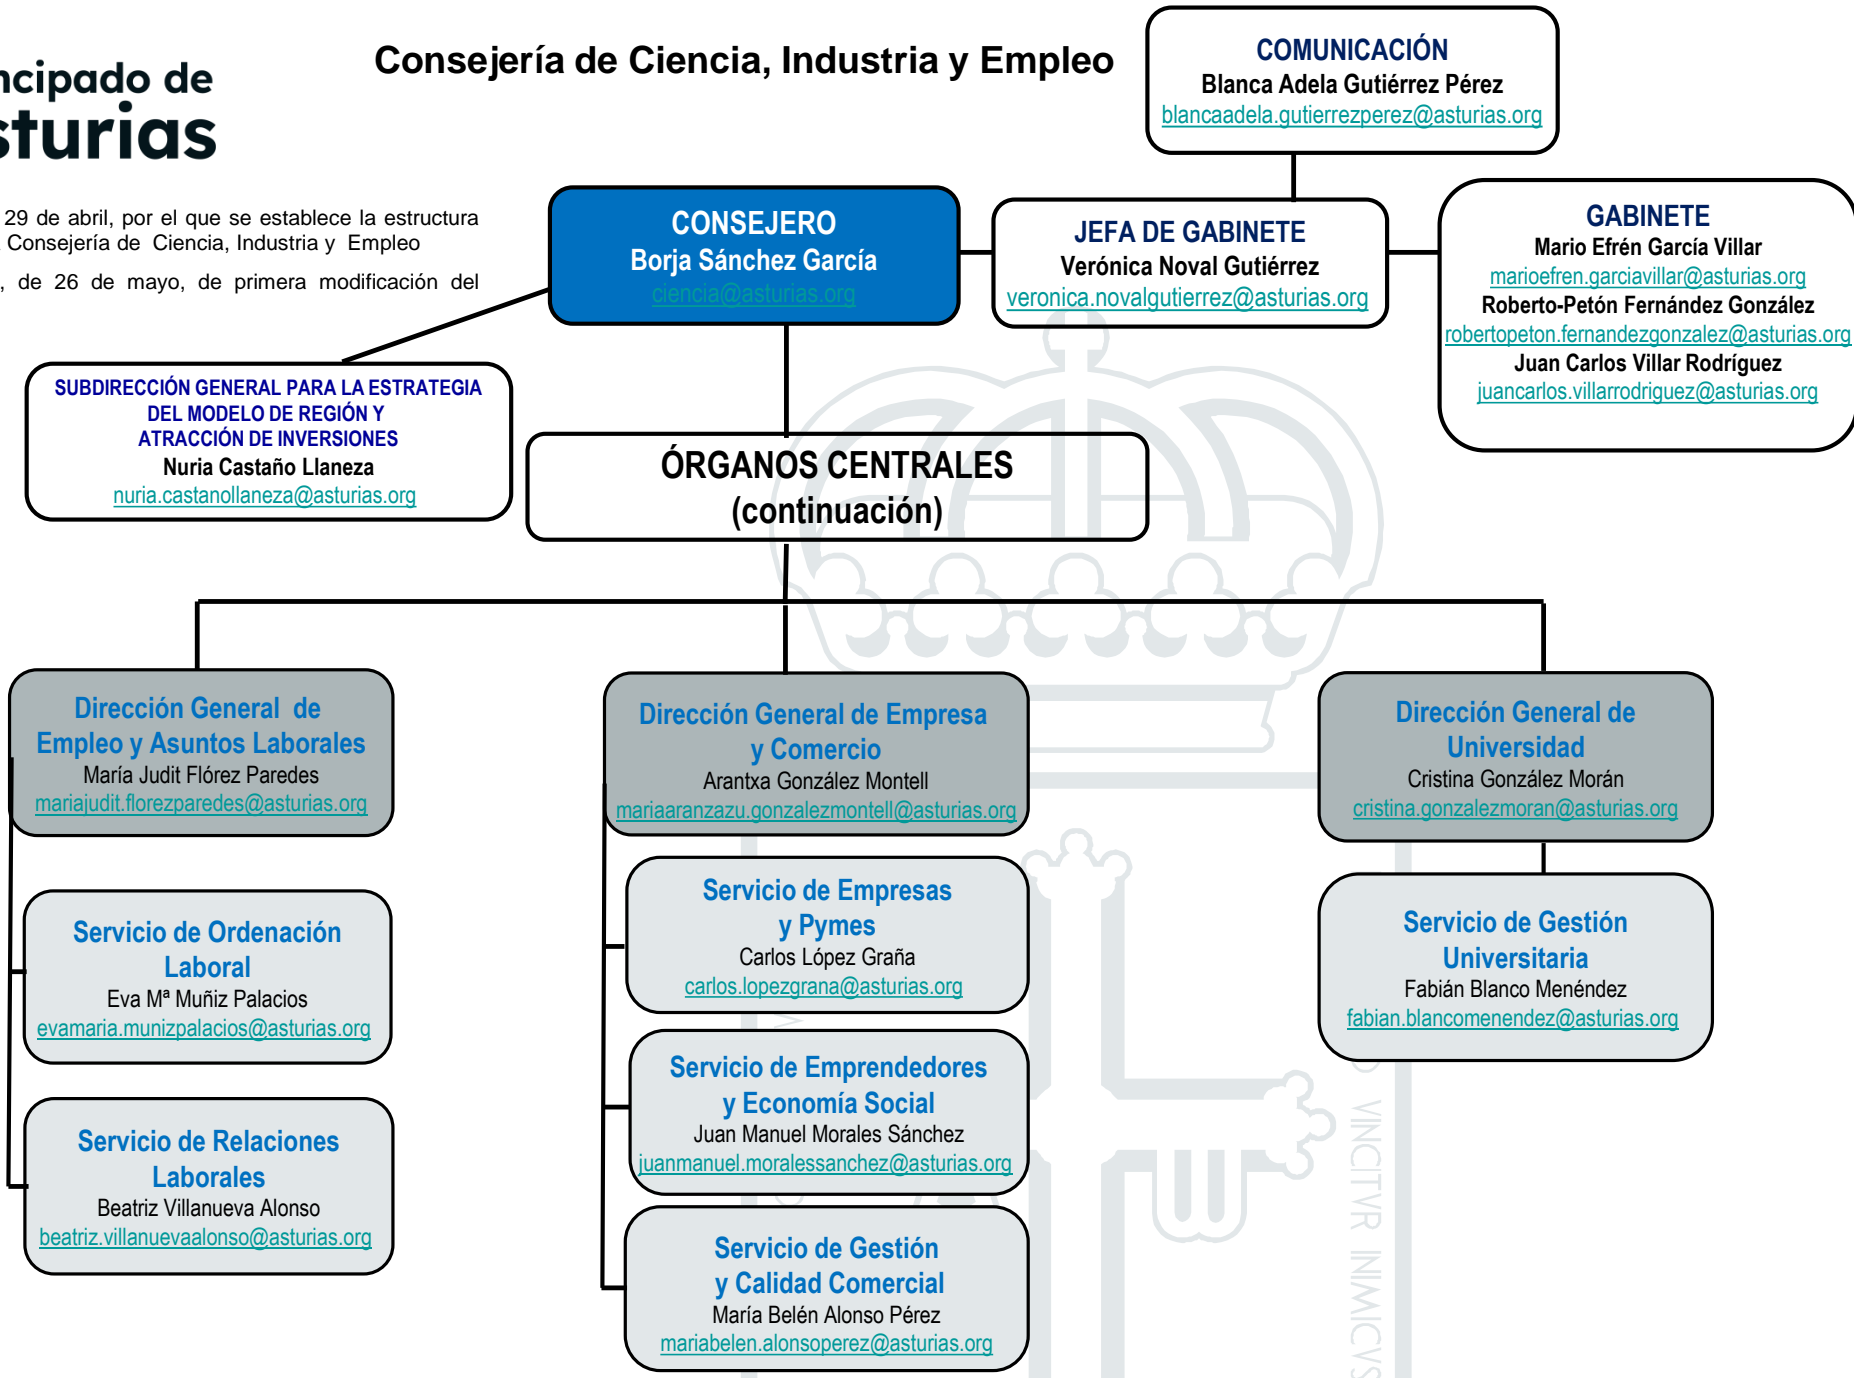 Consejería de Ciencia, Industria y Empleo
COMUNICACIÓN
Blanca Adela Gutiérrez Pérez
blancaadela.gutierrezperez@asturias.org
ncipado de
sturias
29 de abril, por el que se establece la estructura
Consejería de Ciencia, Industria y Empleo
, de 26 de mayo, de primera modificación del
CONSEJERO
Borja Sánchez García
ciencia@asturias.org
JEFA DE GABINETE
Verónica Noval Gutiérrez
veronica.novalgutierrez@asturias.org
GABINETE
Mario Efrén García Villar
marioefren.garciavillar@asturias.org
Roberto-Petón Fernández González
robertopeton.fernandezgonzalez@asturias.org
Juan Carlos Villar Rodríguez
juancarlos.villarrodriguez@asturias.org
SUBDIRECCIÓN GENERAL PARA LA ESTRATEGIA
DEL MODELO DE REGIÓN Y
ATRACCIÓN DE INVERSIONES
Nuria Castaño Llaneza
nuria.castanollaneza@asturias.org
ÓRGANOS CENTRALES
(continuación)
Dirección General de
Empleo y Asuntos Laborales
María Judit Flórez Paredes
mariajudit.florezparedes@asturias.org
Servicio de Ordenación
Laboral
Eva Mª Muñiz Palacios
evamaria.munizpalacios@asturias.org
Servicio de Relaciones
Laborales
Beatriz Villanueva Alonso
beatriz.villanuevaalonso@asturias.org
Dirección General de Empresa
y Comercio
Arantxa González Montell
mariaaranzazu.gonzalezmontell@asturias.org
Servicio de Empresas
y Pymes
Carlos López Graña
carlos.lopezgrana@asturias.org
Servicio de Emprendedores
y Economía Social
Juan Manuel Morales Sánchez
juanmanuel.moralessanchez@asturias.org
Servicio de Gestión
y Calidad Comercial
María Belén Alonso Pérez
mariabelen.alonsoperez@asturias.org
Dirección General de
Universidad
Cristina González Morán
cristina.gonzalezmoran@asturias.org
Servicio de Gestión
Universitaria
Fabián Blanco Menéndez
fabian.blancomenendez@asturias.org
VINCITVR INIMICVS